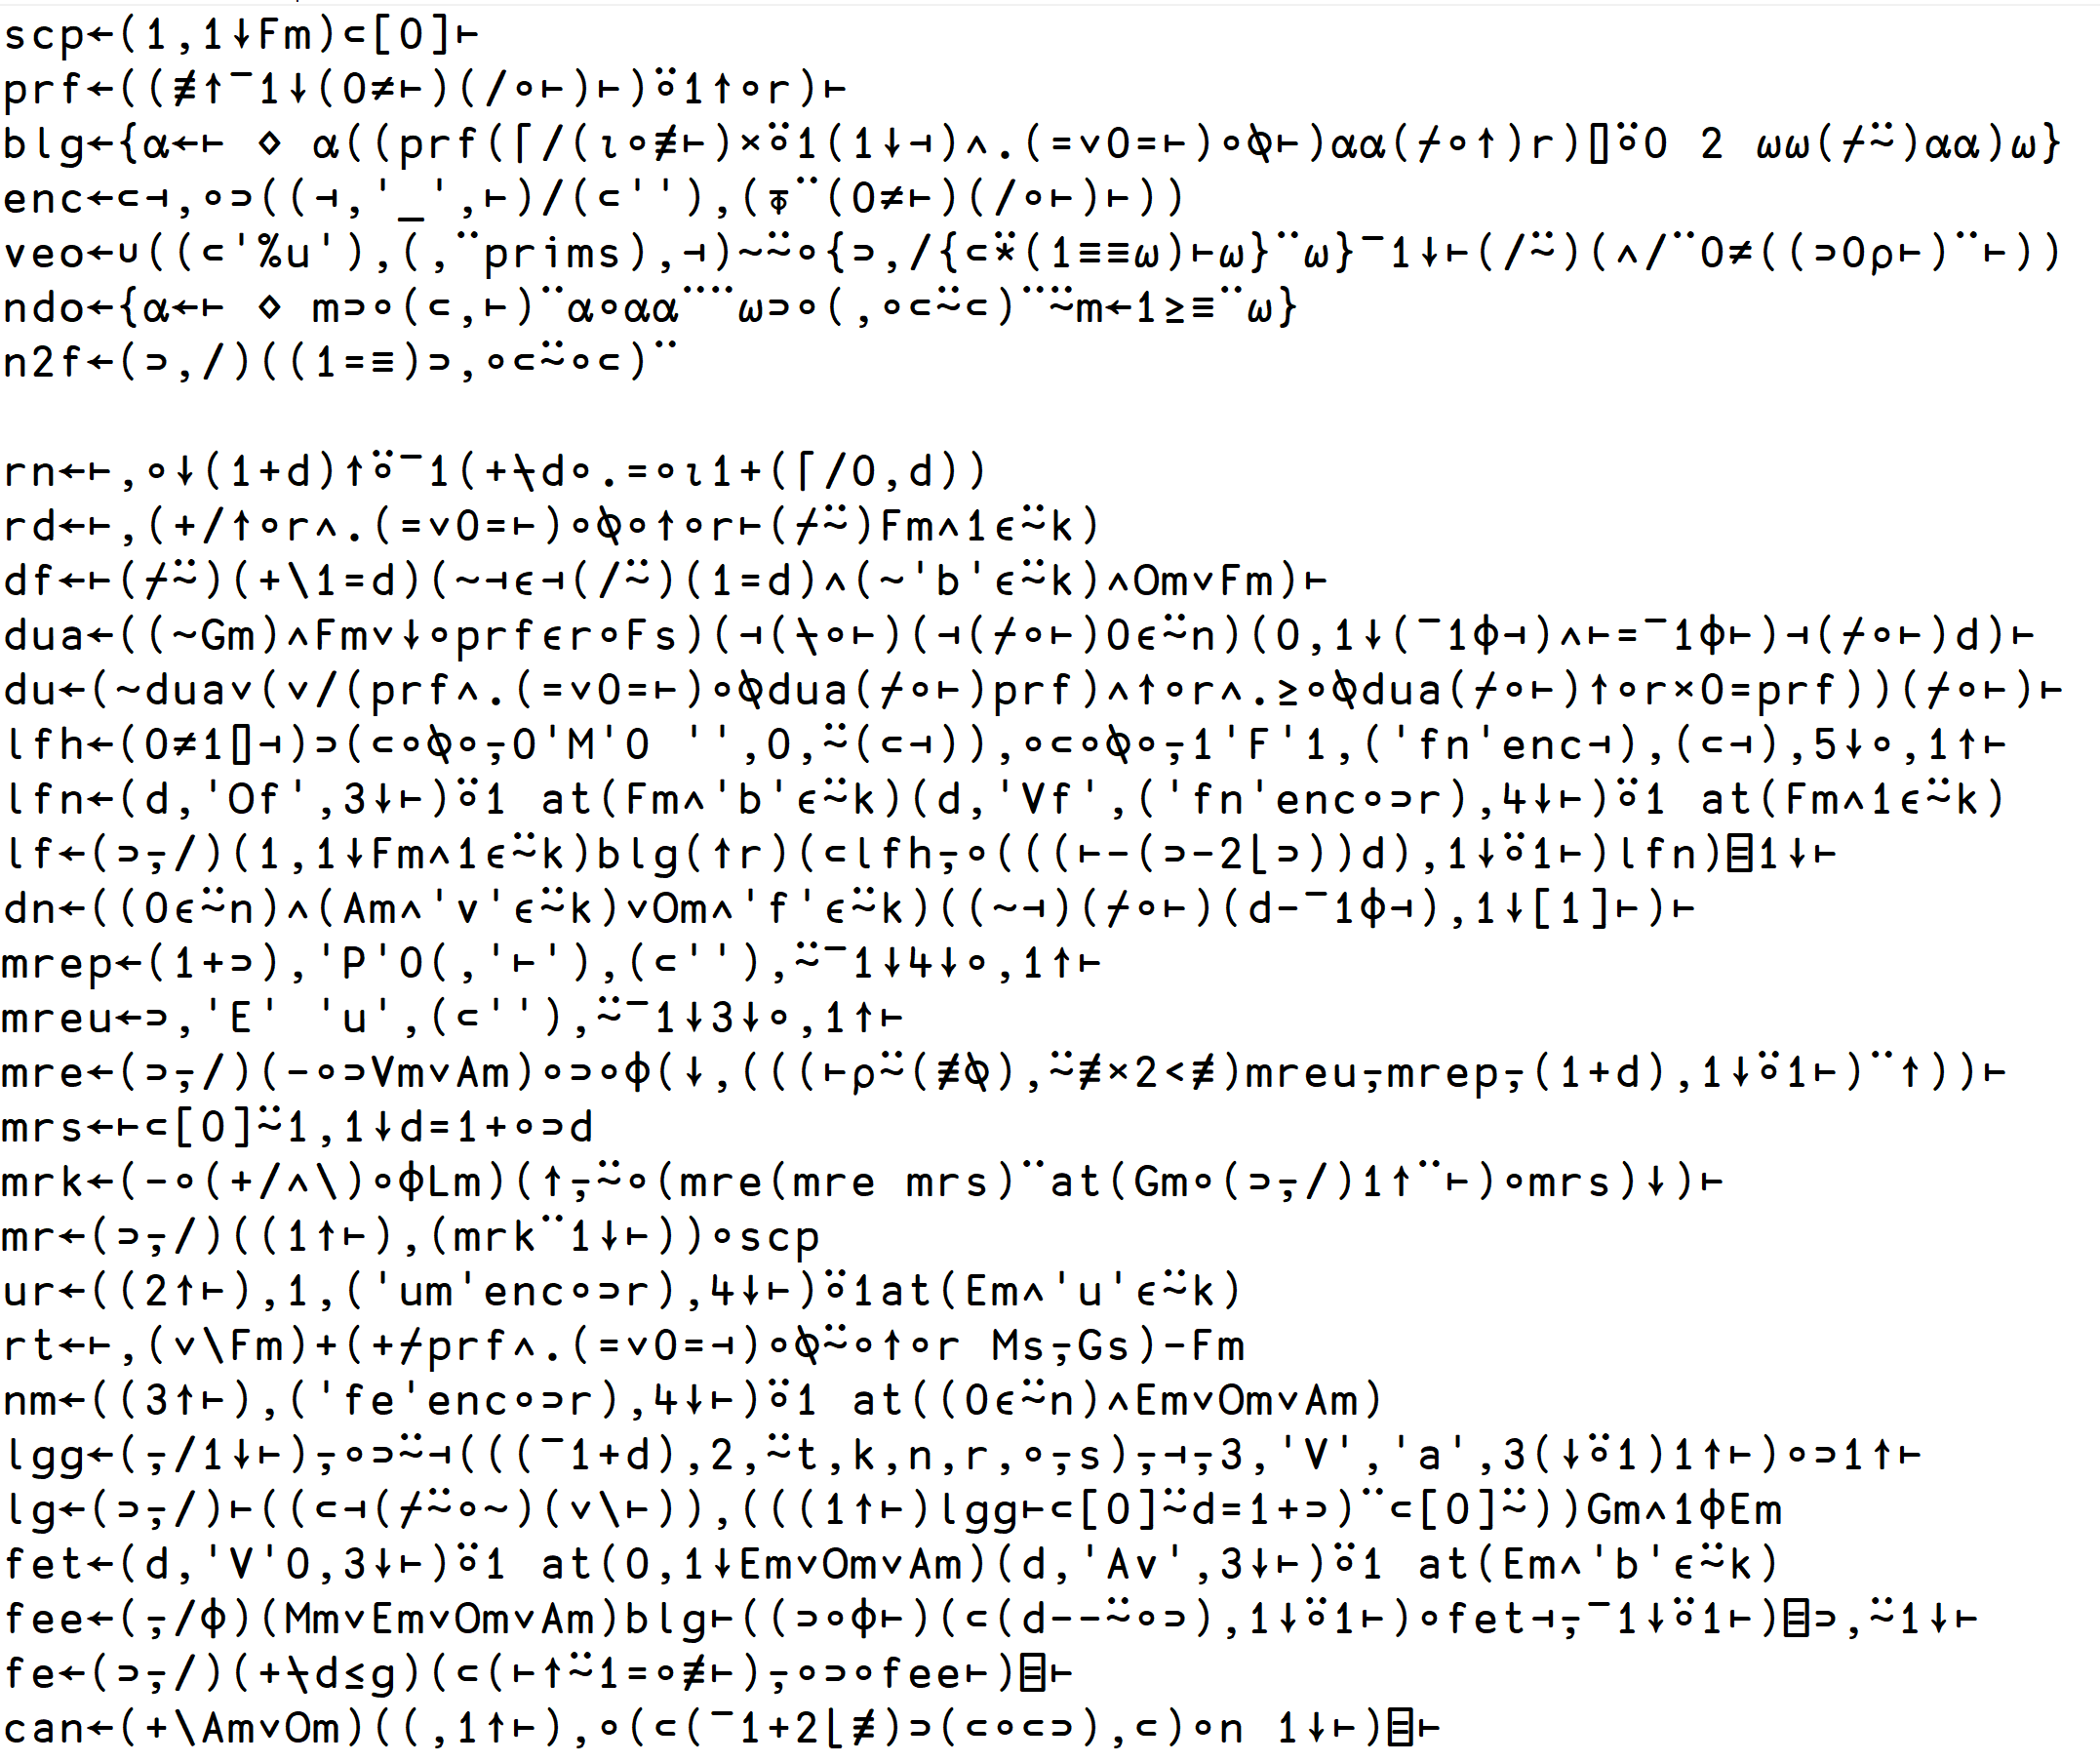 scp←(1,1↓Fm)⊂[0]⊢
prf←((≢↑¯1↓(0≠⊢)(/∘⊢)⊢)⍤1↑∘r)⊢
blg←{⍺←⊢ ⋄ ⍺((prf(⌈/(⍳∘≢⊢)×⍤1(1↓⊣)∧.(=∨0=⊢)∘⍉⊢)⍺⍺(⌿∘↑)r)⌷⍤0 2 ⍵⍵(⌿⍨)⍺⍺)⍵}
enc←⊂⊣,∘⊃((⊣,'_',⊢)/(⊂''),(⍕¨(0≠⊢)(/∘⊢)⊢))
veo←∪((⊂'%u'),(,¨prims),⊣)~⍨∘{⊃,/{⊂⍣(1≡≡⍵)⊢⍵}¨⍵}¯1↓⊢(/⍨)(∧/¨0≠((⊃0⍴⊢)¨⊢))
ndo←{⍺←⊢ ⋄ m⊃∘(⊂,⊢)¨⍺∘⍺⍺¨¨⍵⊃∘(,∘⊂⍨⊂)¨⍨m←1≥≡¨⍵}
n2f←(⊃,/)((1=≡)⊃,∘⊂⍨∘⊂)¨
rn←⊢,∘↓(1+d)↑⍤¯1(+⍀d∘.=∘⍳1+(⌈/0,d))
rd←⊢,(+/↑∘r∧.(=∨0=⊢)∘⍉∘↑∘r⊢(⌿⍨)Fm∧1∊⍨k)
df←⊢(⌿⍨)(+\1=d)(~⊣∊⊣(/⍨)(1=d)∧(~'b'∊⍨k)∧Om∨Fm)⊢
dua←((~Gm)∧Fm∨↓∘prf∊r∘Fs)(⊣(⍀∘⊢)(⊣(⌿∘⊢)0∊⍨n)(0,1↓(¯1⌽⊣)∧⊢=¯1⌽⊢)⊣(⌿∘⊢)d)⊢
du←(~dua∨(∨/(prf∧.(=∨0=⊢)∘⍉dua(⌿∘⊢)prf)∧↑∘r∧.≥∘⍉dua(⌿∘⊢)↑∘r×0=prf))(⌿∘⊢)⊢
lfh←(0≠1⌷⊣)⊃(⊂∘⍉∘⍪0'M'0 '',0,⍨(⊂⊣)),∘⊂∘⍉∘⍪1'F'1,('fn'enc⊣),(⊂⊣),5↓∘,1↑⊢
lfn←(d,'Of',3↓⊢)⍤1 at(Fm∧'b'∊⍨k)(d,'Vf',('fn'enc∘⊃r),4↓⊢)⍤1 at(Fm∧1∊⍨k)
lf←(⊃⍪/)(1,1↓Fm∧1∊⍨k)blg(↑r)(⊂lfh⍪∘(((⊢-(⊃-2⌊⊃))d),1↓⍤1⊢)lfn)⌸1↓⊢
dn←((0∊⍨n)∧(Am∧'v'∊⍨k)∨Om∧'f'∊⍨k)((~⊣)(⌿∘⊢)(d-¯1⌽⊣),1↓[1]⊢)⊢
mrep←(1+⊃),'P'0(,'⊢'),(⊂''),⍨¯1↓4↓∘,1↑⊢
mreu←⊃,'E' 'u',(⊂''),⍨¯1↓3↓∘,1↑⊢
mre←(⊃⍪/)(-∘⊃Vm∨Am)∘⊃∘⌽(↓,(((⊢⍴⍨(≢⍉),⍨≢×2<≢)mreu⍪mrep⍪(1+d),1↓⍤1⊢)¨↑))⊢
mrs←⊢⊂[0]⍨1,1↓d=1+∘⊃d
mrk←(-∘(+/∧\)∘⌽Lm)(↑⍪⍨∘(mre(mre mrs)¨at(Gm∘(⊃⍪/)1↑¨⊢)∘mrs)↓)⊢
mr←(⊃⍪/)((1↑⊢),(mrk¨1↓⊢))∘scp
ur←((2↑⊢),1,('um'enc∘⊃r),4↓⊢)⍤1at(Em∧'u'∊⍨k)
rt←⊢,(∨\Fm)+(+⌿prf∧.(=∨0=⊣)∘⍉⍨∘↑∘r Ms⍪Gs)-Fm
nm←((3↑⊢),('fe'enc∘⊃r),4↓⊢)⍤1 at((0∊⍨n)∧Em∨Om∨Am)
lgg←(⍪/1↓⊢)⍪∘⊃⍨⊣(((¯1+d),2,⍨t,k,n,r,∘⍪s)⍪⊣⍪3,'V','a',3(↓⍤1)1↑⊢)∘⊃1↑⊢
lg←(⊃⍪/)⊢((⊂⊣(⌿⍨∘~)(∨\⊢)),(((1↑⊢)lgg⊢⊂[0]⍨d=1+⊃)¨⊂[0]⍨))Gm∧1⌽Em
fet←(d,'V'0,3↓⊢)⍤1 at(0,1↓Em∨Om∨Am)(d,'Av',3↓⊢)⍤1 at(Em∧'b'∊⍨k)
fee←(⍪/⌽)(Mm∨Em∨Om∨Am)blg⊢((⊃∘⌽⊢)(⊂(d--⍨∘⊃),1↓⍤1⊢)∘fet⊣⍪¯1↓⍤1⊢)⌸⊃,⍨1↓⊢
fe←(⊃⍪/)(+⍀d≤g)(⊂(⊢↑⍨1=∘≢⊢)⍪∘⊃∘fee⊢)⌸⊢
can←(+\Am∨Om)((,1↑⊢),∘(⊂(¯1+2⌊≢)⊃(⊂∘⊂⊃),⊂)∘n 1↓⊢)⌸⊢